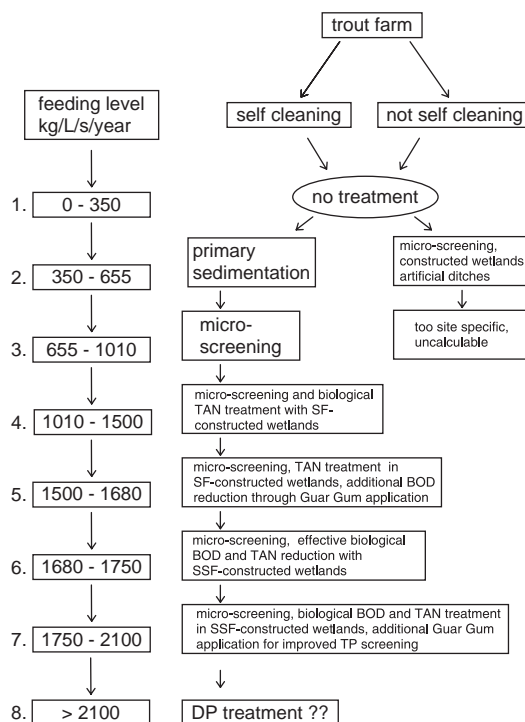 trout farm
feeding level
kg/L/s/year
self cleaning
not self cleaning
no treatment
1.
0 - 350
primary
sedimentation
micro-screening,
constructed wetlands
artificial ditches
2.
350 - 655
micro-
screening
too site specific,
uncalculable
3.
655 - 1010
micro-screening and biological
TAN treatment with SF-
constructed wetlands
4.
1010 - 1500
micro-screening, TAN treatment in
SF-constructed wetlands, additional BOD
reduction through Guar Gum application
5.
1500 - 1680
micro-screening, effective biological
BOD and TAN reduction with
SSF-constructed wetlands
6.
1680 - 1750
micro-screening, biological BOD and TAN treatment
in SSF-constructed wetlands, additional Guar Gum
application for improved TP screening
7.
1750 - 2100
8.
> 2100
DP treatment ??